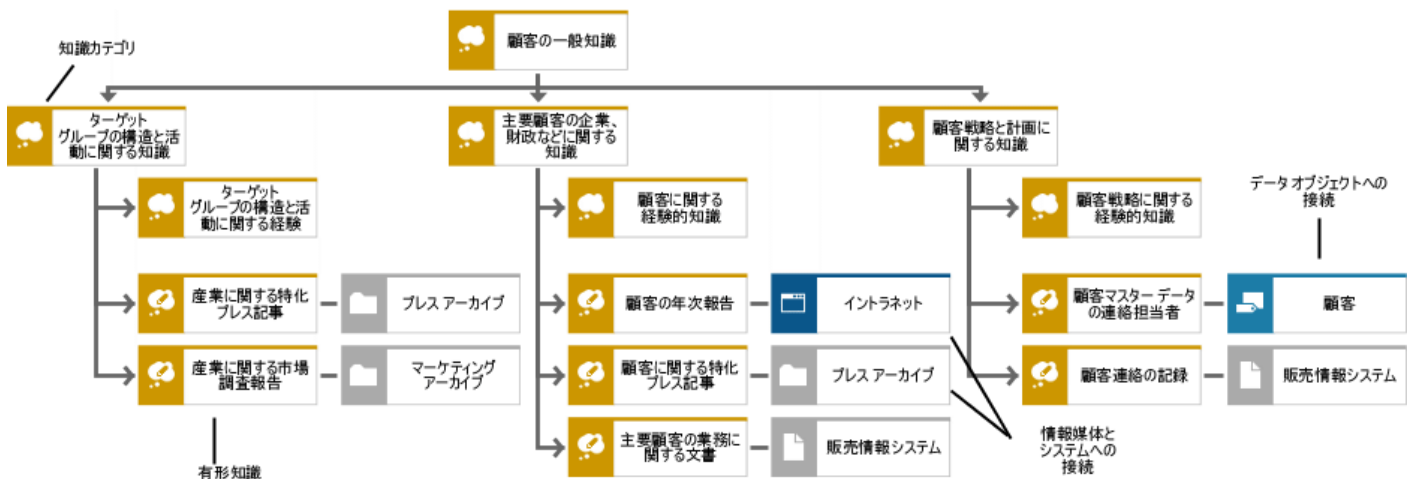 顧客の一般知識
知識カテゴリ
ターゲット
グループの構造と活
動に関する知識
主要顧客の企業、
財政などに関する
知識
顧客戦略と計画に
関する知識
ターゲット
グループの構造と活
動に関する経験
顧客に関する
経験的知識
顧客戦略に関する
経験的知識
データ オブジェクトへの
接続
産業に関する特化
プレス記事
プレス アーカイブ
顧客の年次報告
イントラネット
顧客マスター データ
の連絡担当者
顧客
産業に関する市場
調査報告
マーケティング
アーカイブ
顧客に関する特化
プレス記事
プレス アーカイブ
顧客連絡の記録
販売情報システム
主要顧客の業務に
関する文書
販売情報システム
情報媒体と
システムへの
接続
有形知識